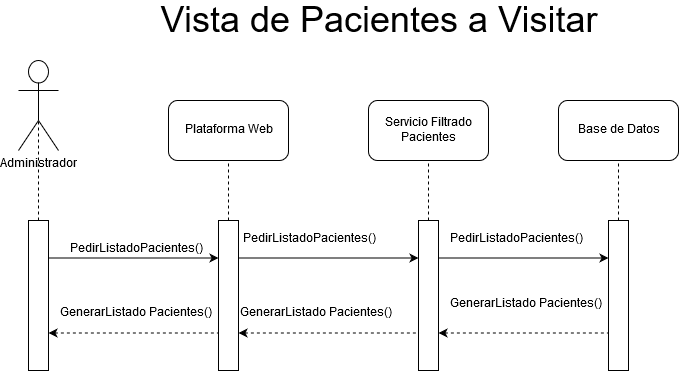 Vista de Pacientes a Visitar
Plataforma Web
Servicio Filtrado
Pacientes
Base de Datos
Administrador
PedirListadoPacientes()
PedirListadoPacientes()
PedirListadoPacientes()
GenerarListado Pacientes()
GenerarListado Pacientes()
GenerarListado Pacientes()